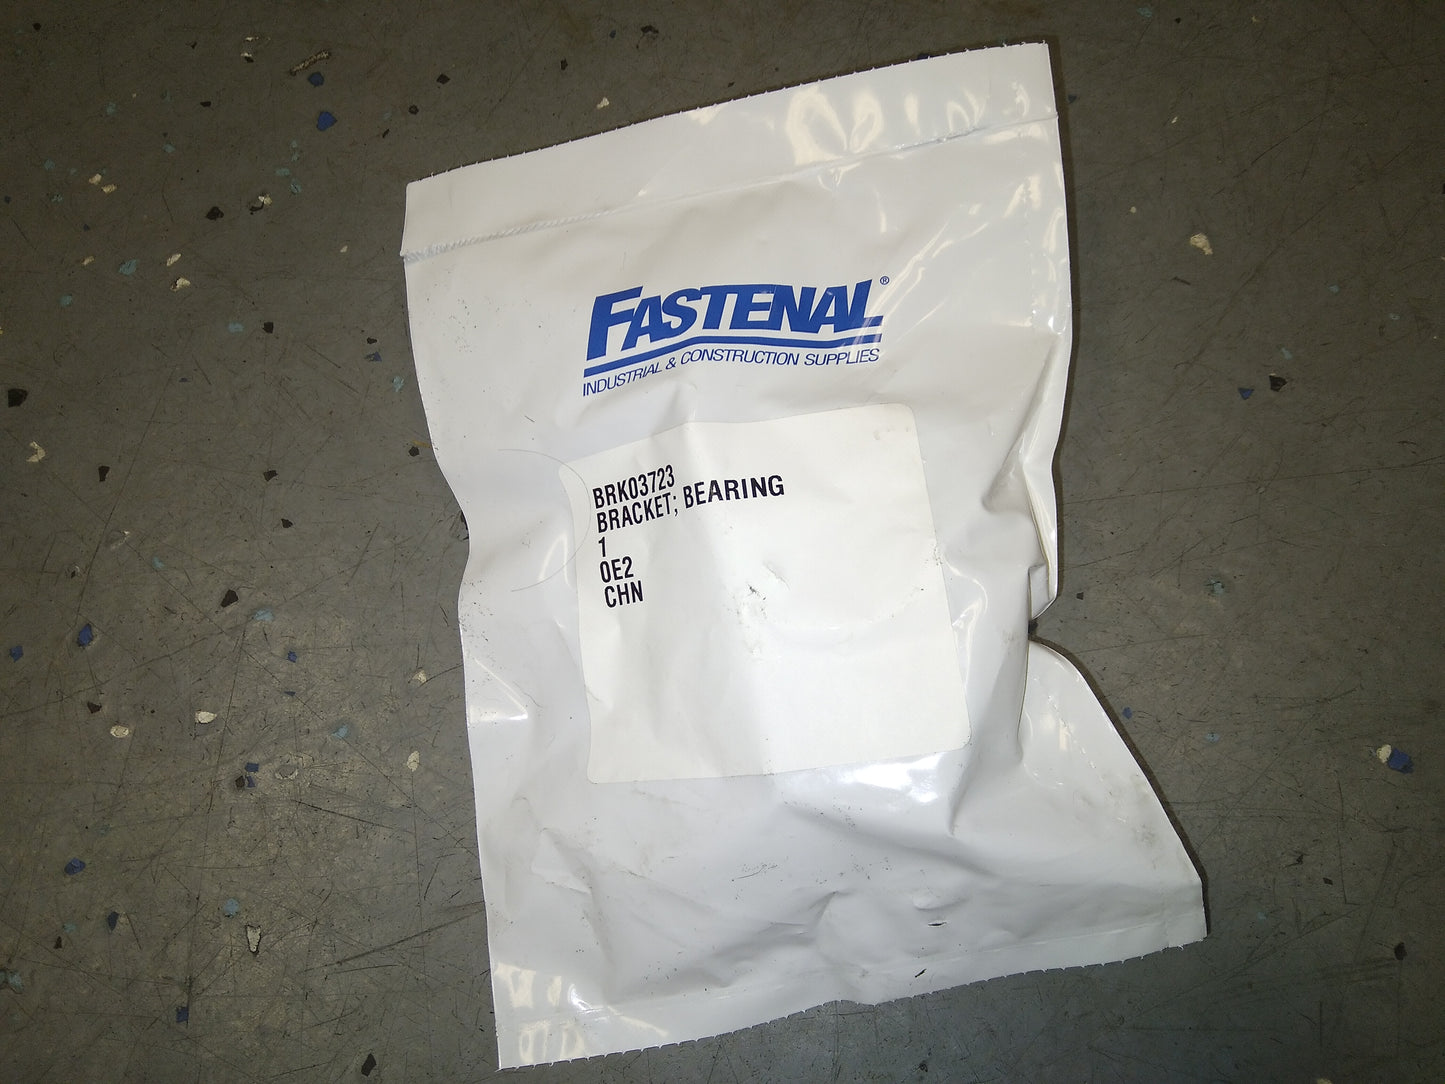 FASTENAL®
INDUSTRIAL & CONSTRUCTION SUPPLIES
BRK03723
BRACKET; BEARING
1
0E2
CHN